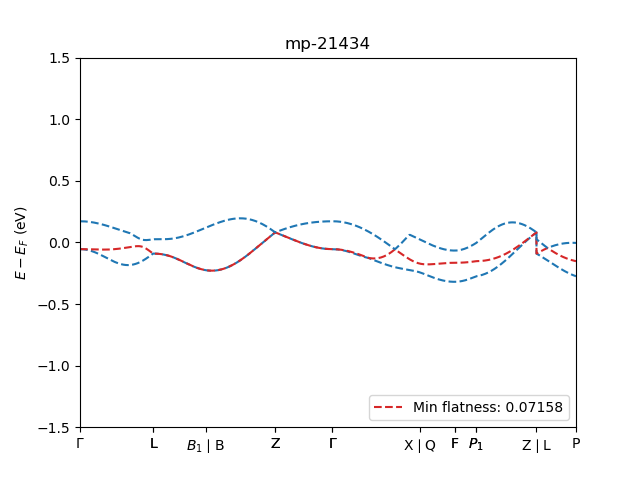 mp-21434
1.5
1.0
0.5
0.0
−0.5
−1.0
−1.5
E − E_F (eV)
Min flatness: 0.07158
Γ L B₁ | B Z Γ X | Q F P₁ Z | L P